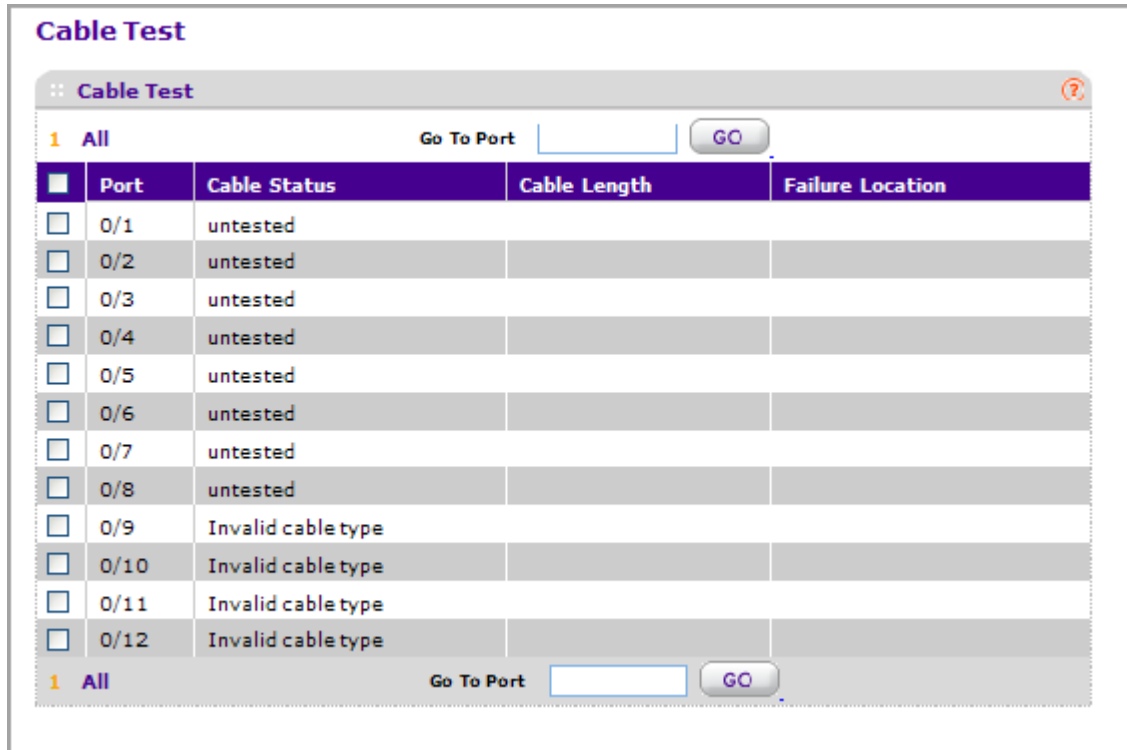 Cable Test
Cable Test ?
1 All Go To Port GO
Port Cable Status Cable Length Failure Location
0/1 untested
0/2 untested
0/3 untested
0/4 untested
0/5 untested
0/6 untested
0/7 untested
0/8 untested
0/9 Invalid cable type
0/10 Invalid cable type
0/11 Invalid cable type
0/12 Invalid cable type
1 All Go To Port GO